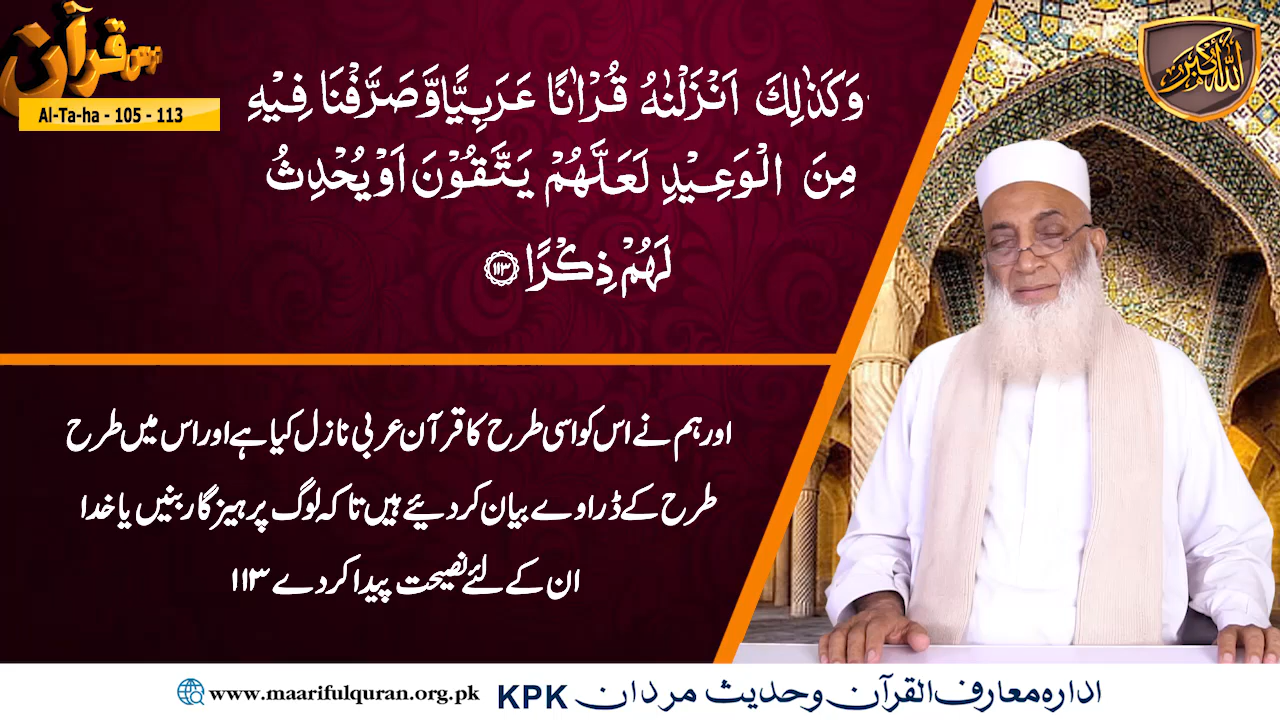 قرآن
Al-Ta-ha - 105 - 113
وَكَذٰلِكَ اَنْزَلْنٰهُ قُرْاٰنًا عَرَبِيًّا وَّصَرَّفْنَا فِيْهِ
مِنَ الْوَعِيْدِ لَعَلَّهُمْ يَتَّقُوْنَ اَوْ يُحْدِثُ
لَهُمْ ذِكْرًا ۝۱۱۳
الله أكبر
اور ہم نے اس کو اسی طرح کا قرآن عربی نازل کیا ہے اور اس میں طرح
طرح کے ڈراوے بیان کر دیئے ہیں تاکہ لوگ پرہیزگار بنیں یا خدا
ان کے لئے نصیحت پیدا کر دے ۱۱۳
www.maarifulquran.org.pk
ادارہ معارف القرآن وحدیث مردان KPK